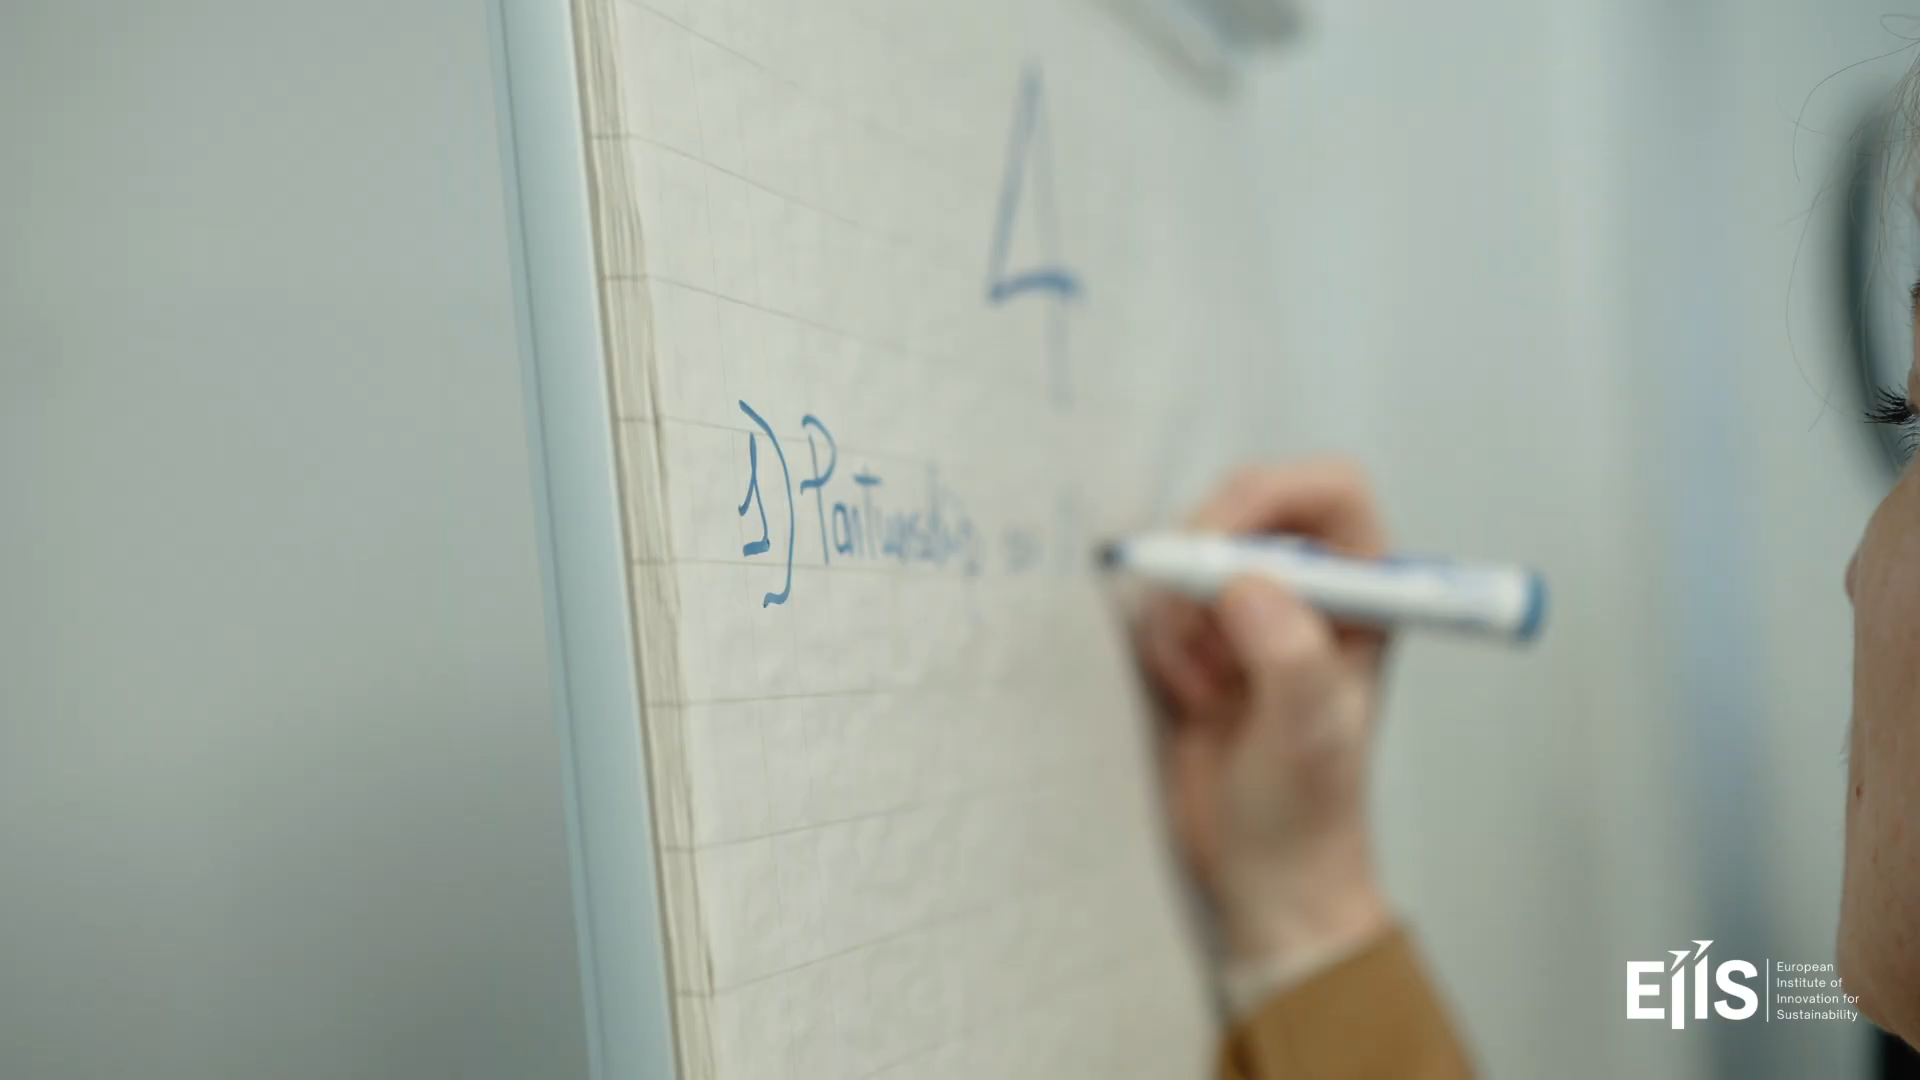 4
1) Partnership
EIIS
European
Institute of
Innovation for
Sustainability